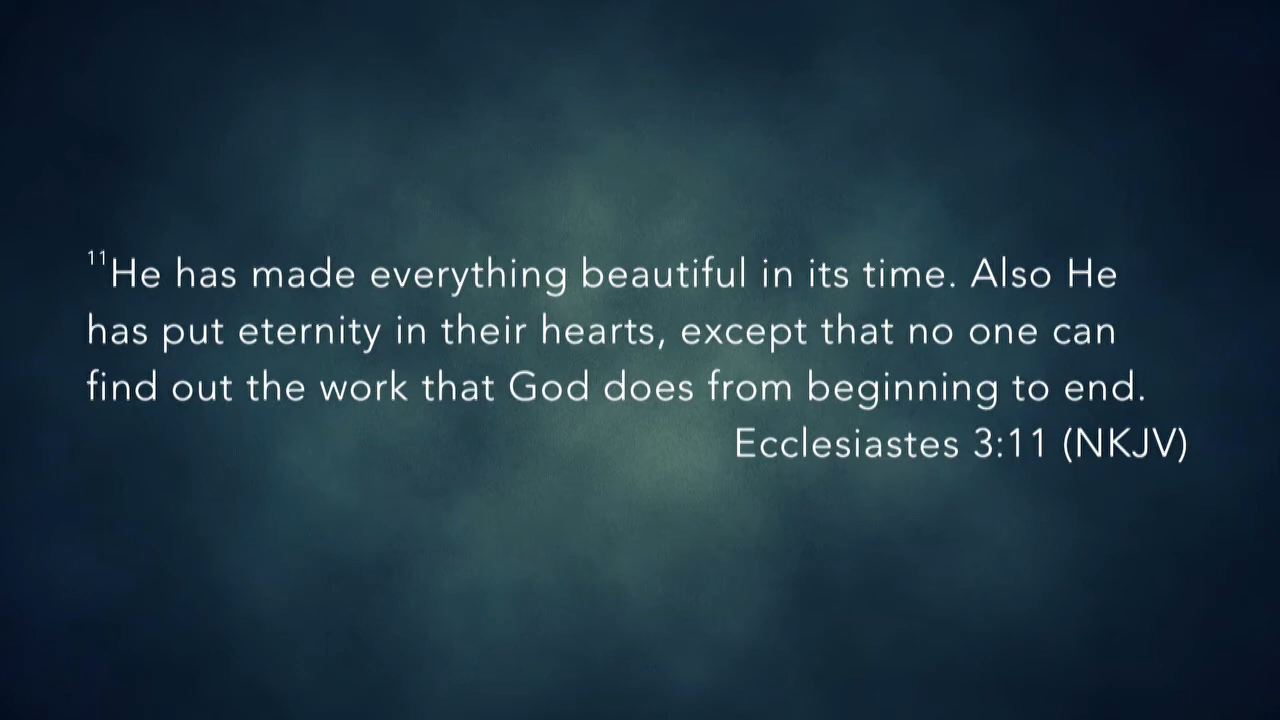 11He has made everything beautiful in its time. Also He
has put eternity in their hearts, except that no one can
find out the work that God does from beginning to end.
Ecclesiastes 3:11 (NKJV)